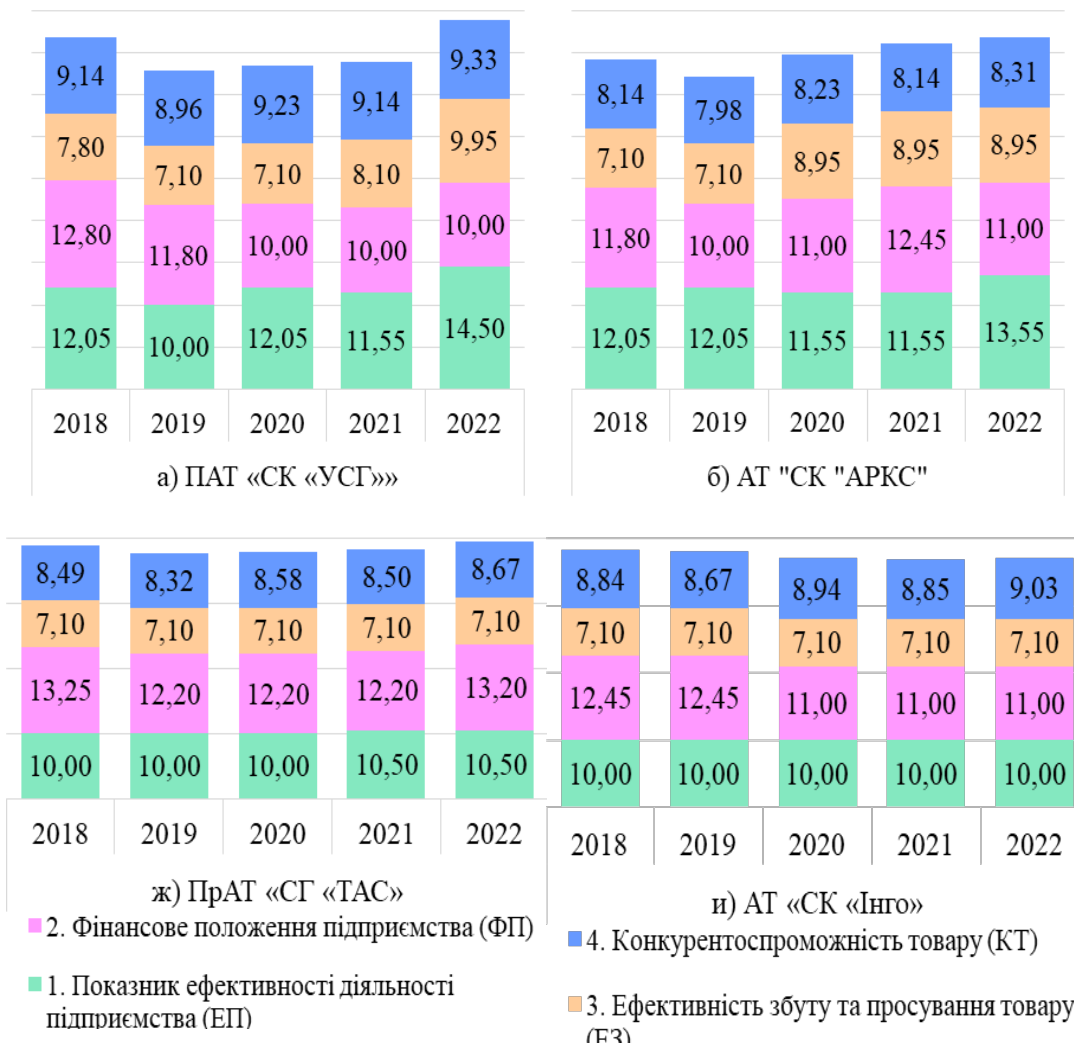 9,14 8,96 9,23 9,14 9,33
7,80 7,10 7,10 8,10 9,95
12,80 11,80 10,00 10,00 10,00
12,05 10,00 12,05 11,55 14,50
2018 2019 2020 2021 2022
а) ПАТ «СК «УСГ»»
8,14 7,98 8,23 8,14 8,31
7,10 7,10 8,95 8,95 8,95
11,80 10,00 11,00 12,45 11,00
12,05 12,05 11,55 11,55 13,55
2018 2019 2020 2021 2022
б) АТ "СК "АРКС"
8,49 8,32 8,58 8,50 8,67
7,10 7,10 7,10 7,10 7,10
13,25 12,20 12,20 12,20 13,20
10,00 10,00 10,00 10,50 10,50
2018 2019 2020 2021 2022
ж) ПрАТ «СГ «ТАС»
8,84 8,67 8,94 8,85 9,03
7,10 7,10 7,10 7,10 7,10
12,45 12,45 11,00 11,00 11,00
10,00 10,00 10,00 10,00 10,00
2018 2019 2020 2021 2022
и) АТ «СК «Інго»
2. Фінансове положення підприємства (ФП)
1. Показник ефективності діяльності
підприємства (ЕП)
4. Конкурентоспроможність товару (КТ)
3. Ефективність збуту та просування товару
(ЕЗ)